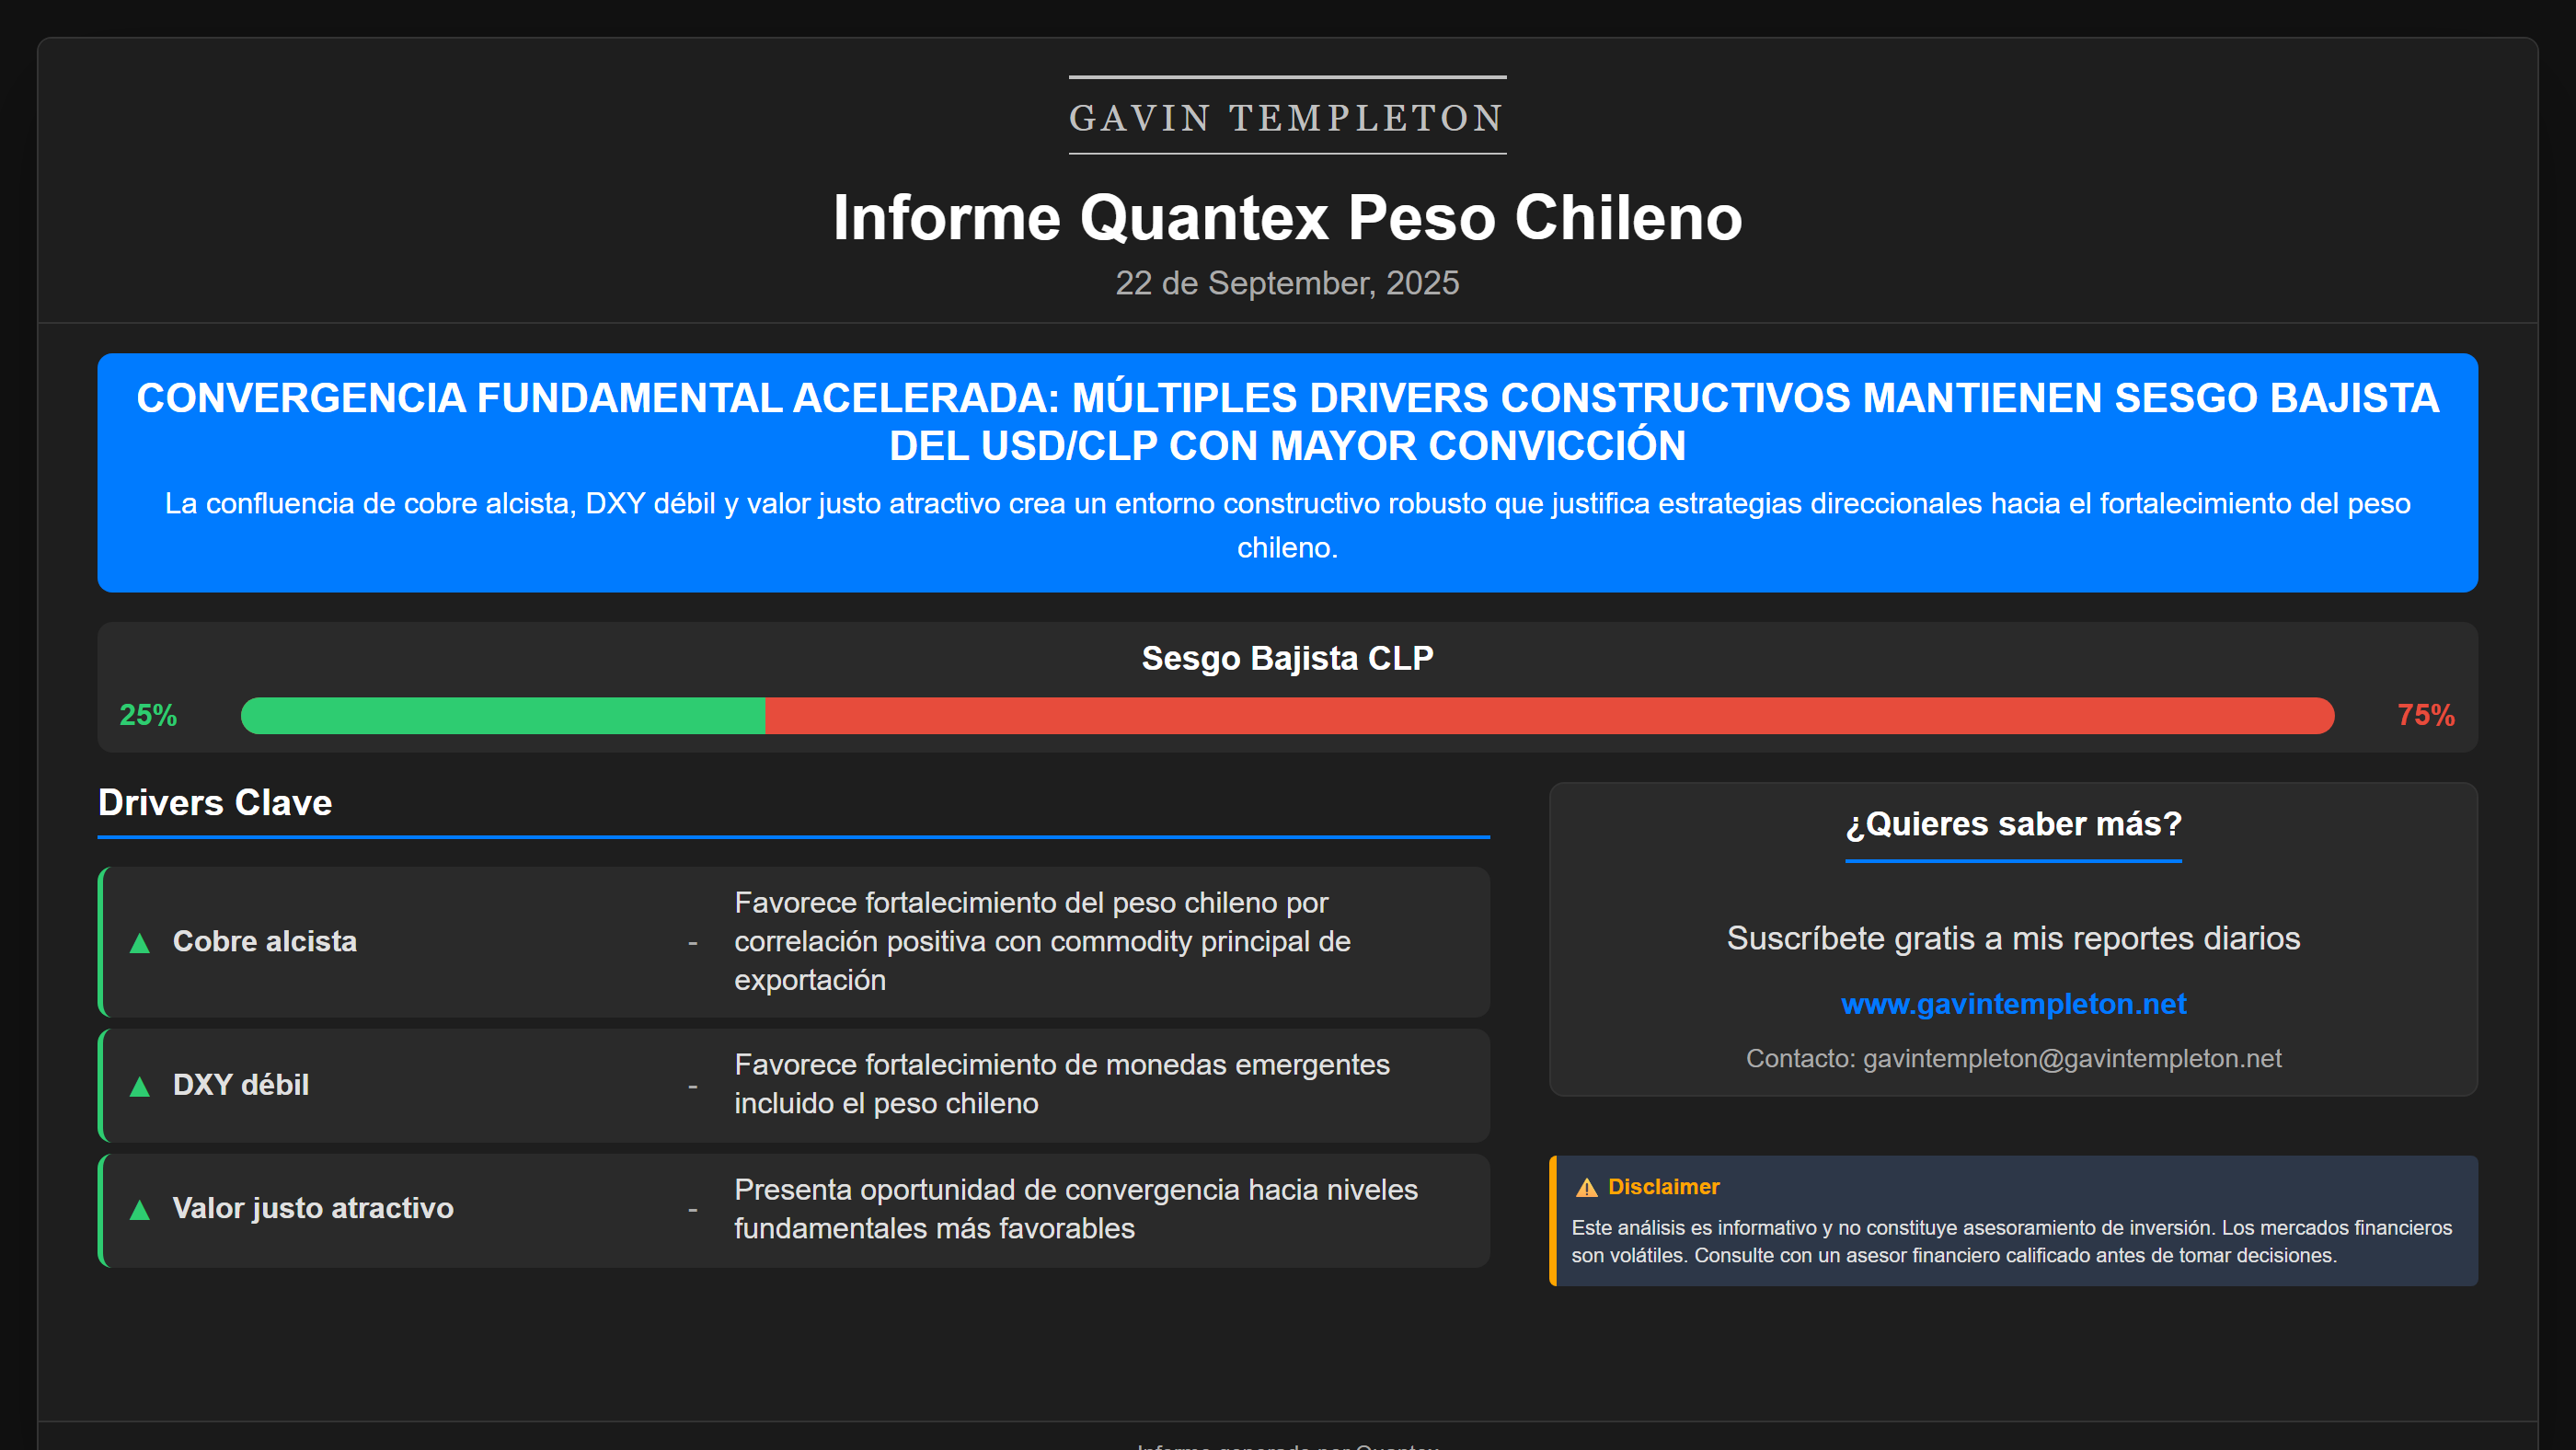 GAVIN TEMPLETON
Informe Quantex Peso Chileno
22 de September, 2025
CONVERGENCIA FUNDAMENTAL ACELERADA: MÚLTIPLES DRIVERS CONSTRUCTIVOS MANTIENEN SESGO BAJISTA
DEL USD/CLP CON MAYOR CONVICCIÓN
La confluencia de cobre alcista, DXY débil y valor justo atractivo crea un entorno constructivo robusto que justifica estrategias direccionales hacia el fortalecimiento del peso
chileno.
Sesgo Bajista CLP
25%
75%
Drivers Clave
▲ Cobre alcista -
Favorece fortalecimiento del peso chileno por
correlación positiva con commodity principal de
exportación
▲ DXY débil -
Favorece fortalecimiento de monedas emergentes
incluido el peso chileno
▲ Valor justo atractivo -
Presenta oportunidad de convergencia hacia niveles
fundamentales más favorables
¿Quieres saber más?
Suscríbete gratis a mis reportes diarios
www.gavintempleton.net
Contacto: gavintempleton@gavintempleton.net
⚠ Disclaimer
Este análisis es informativo y no constituye asesoramiento de inversión. Los mercados financieros
son volátiles. Consulte con un asesor financiero calificado antes de tomar decisiones.
Informe generado por Quantex